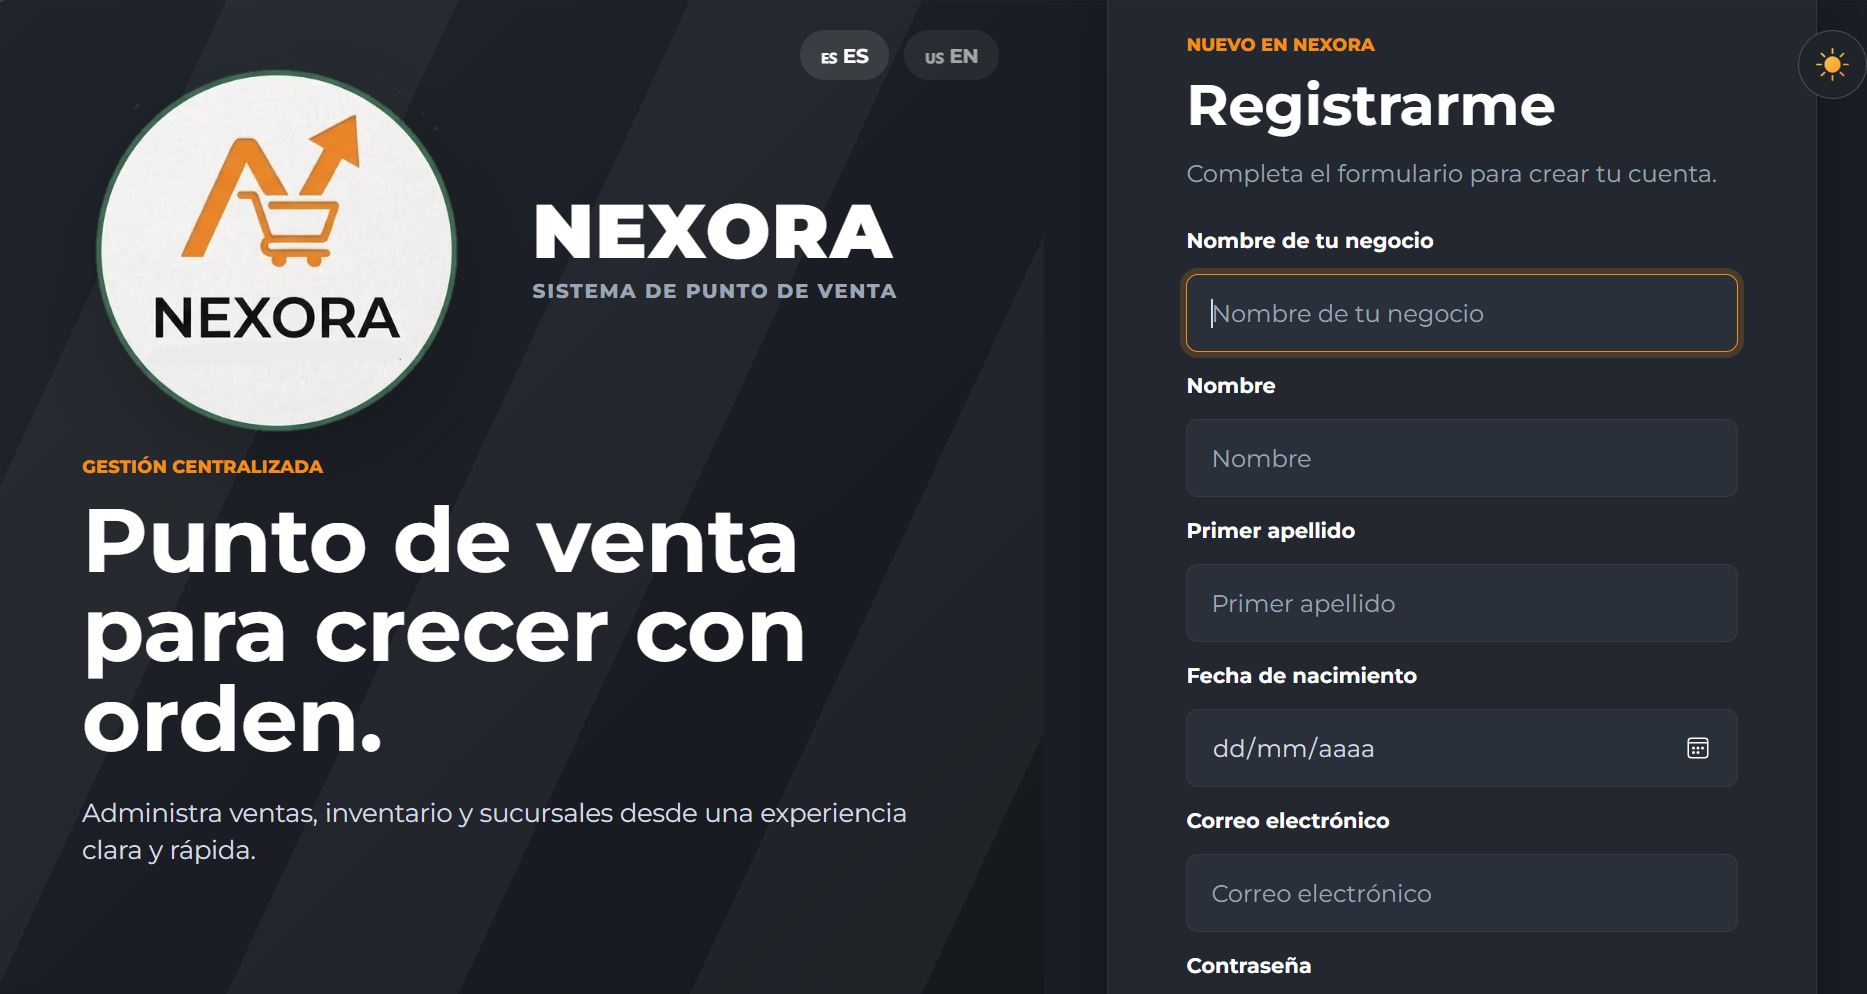 ES ES
US EN
NEXORA
NEXORA
SISTEMA DE PUNTO DE VENTA
GESTIÓN CENTRALIZADA
Punto de venta
para crecer con
orden.
Administra ventas, inventario y sucursales desde una experiencia
clara y rápida.
NUEVO EN NEXORA
Registrarme
Completa el formulario para crear tu cuenta.
Nombre de tu negocio
Nombre de tu negocio
Nombre
Nombre
Primer apellido
Primer apellido
Fecha de nacimiento
dd/mm/aaaa
Correo electrónico
Correo electrónico
Contraseña